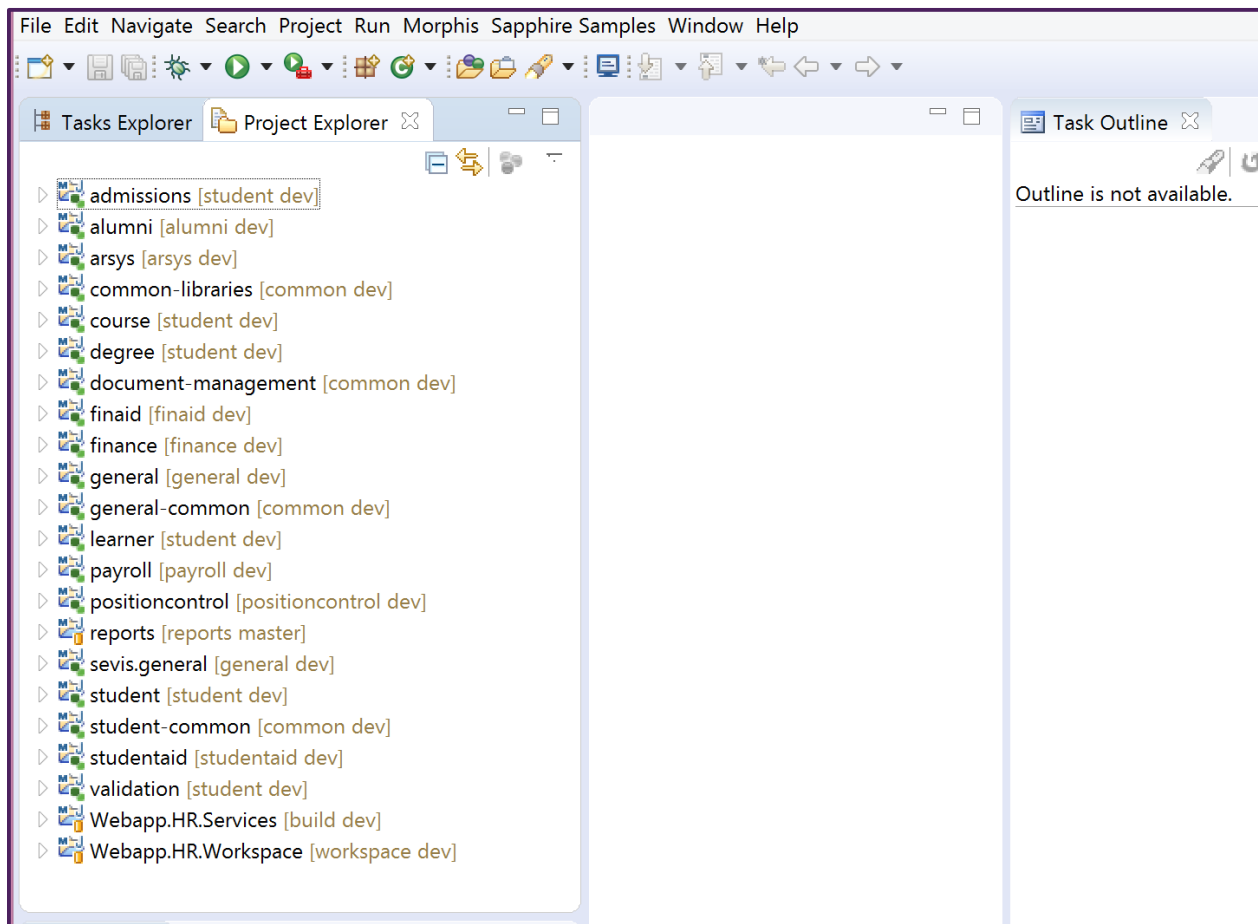 File Edit Navigate Search Project Run Morphis Sapphire Samples Window Help
Tasks Explorer Project Explorer
Task Outline
Outline is not available.
admissions [student dev]
alumni [alumni dev]
arsys [arsys dev]
common-libraries [common dev]
course [student dev]
degree [student dev]
document-management [common dev]
finaid [finaid dev]
finance [finance dev]
general [general dev]
general-common [common dev]
learner [student dev]
payroll [payroll dev]
positioncontrol [positioncontrol dev]
reports [reports master]
sevis.general [general dev]
student [student dev]
student-common [common dev]
studentaid [studentaid dev]
validation [student dev]
Webapp.HR.Services [build dev]
Webapp.HR.Workspace [workspace dev]